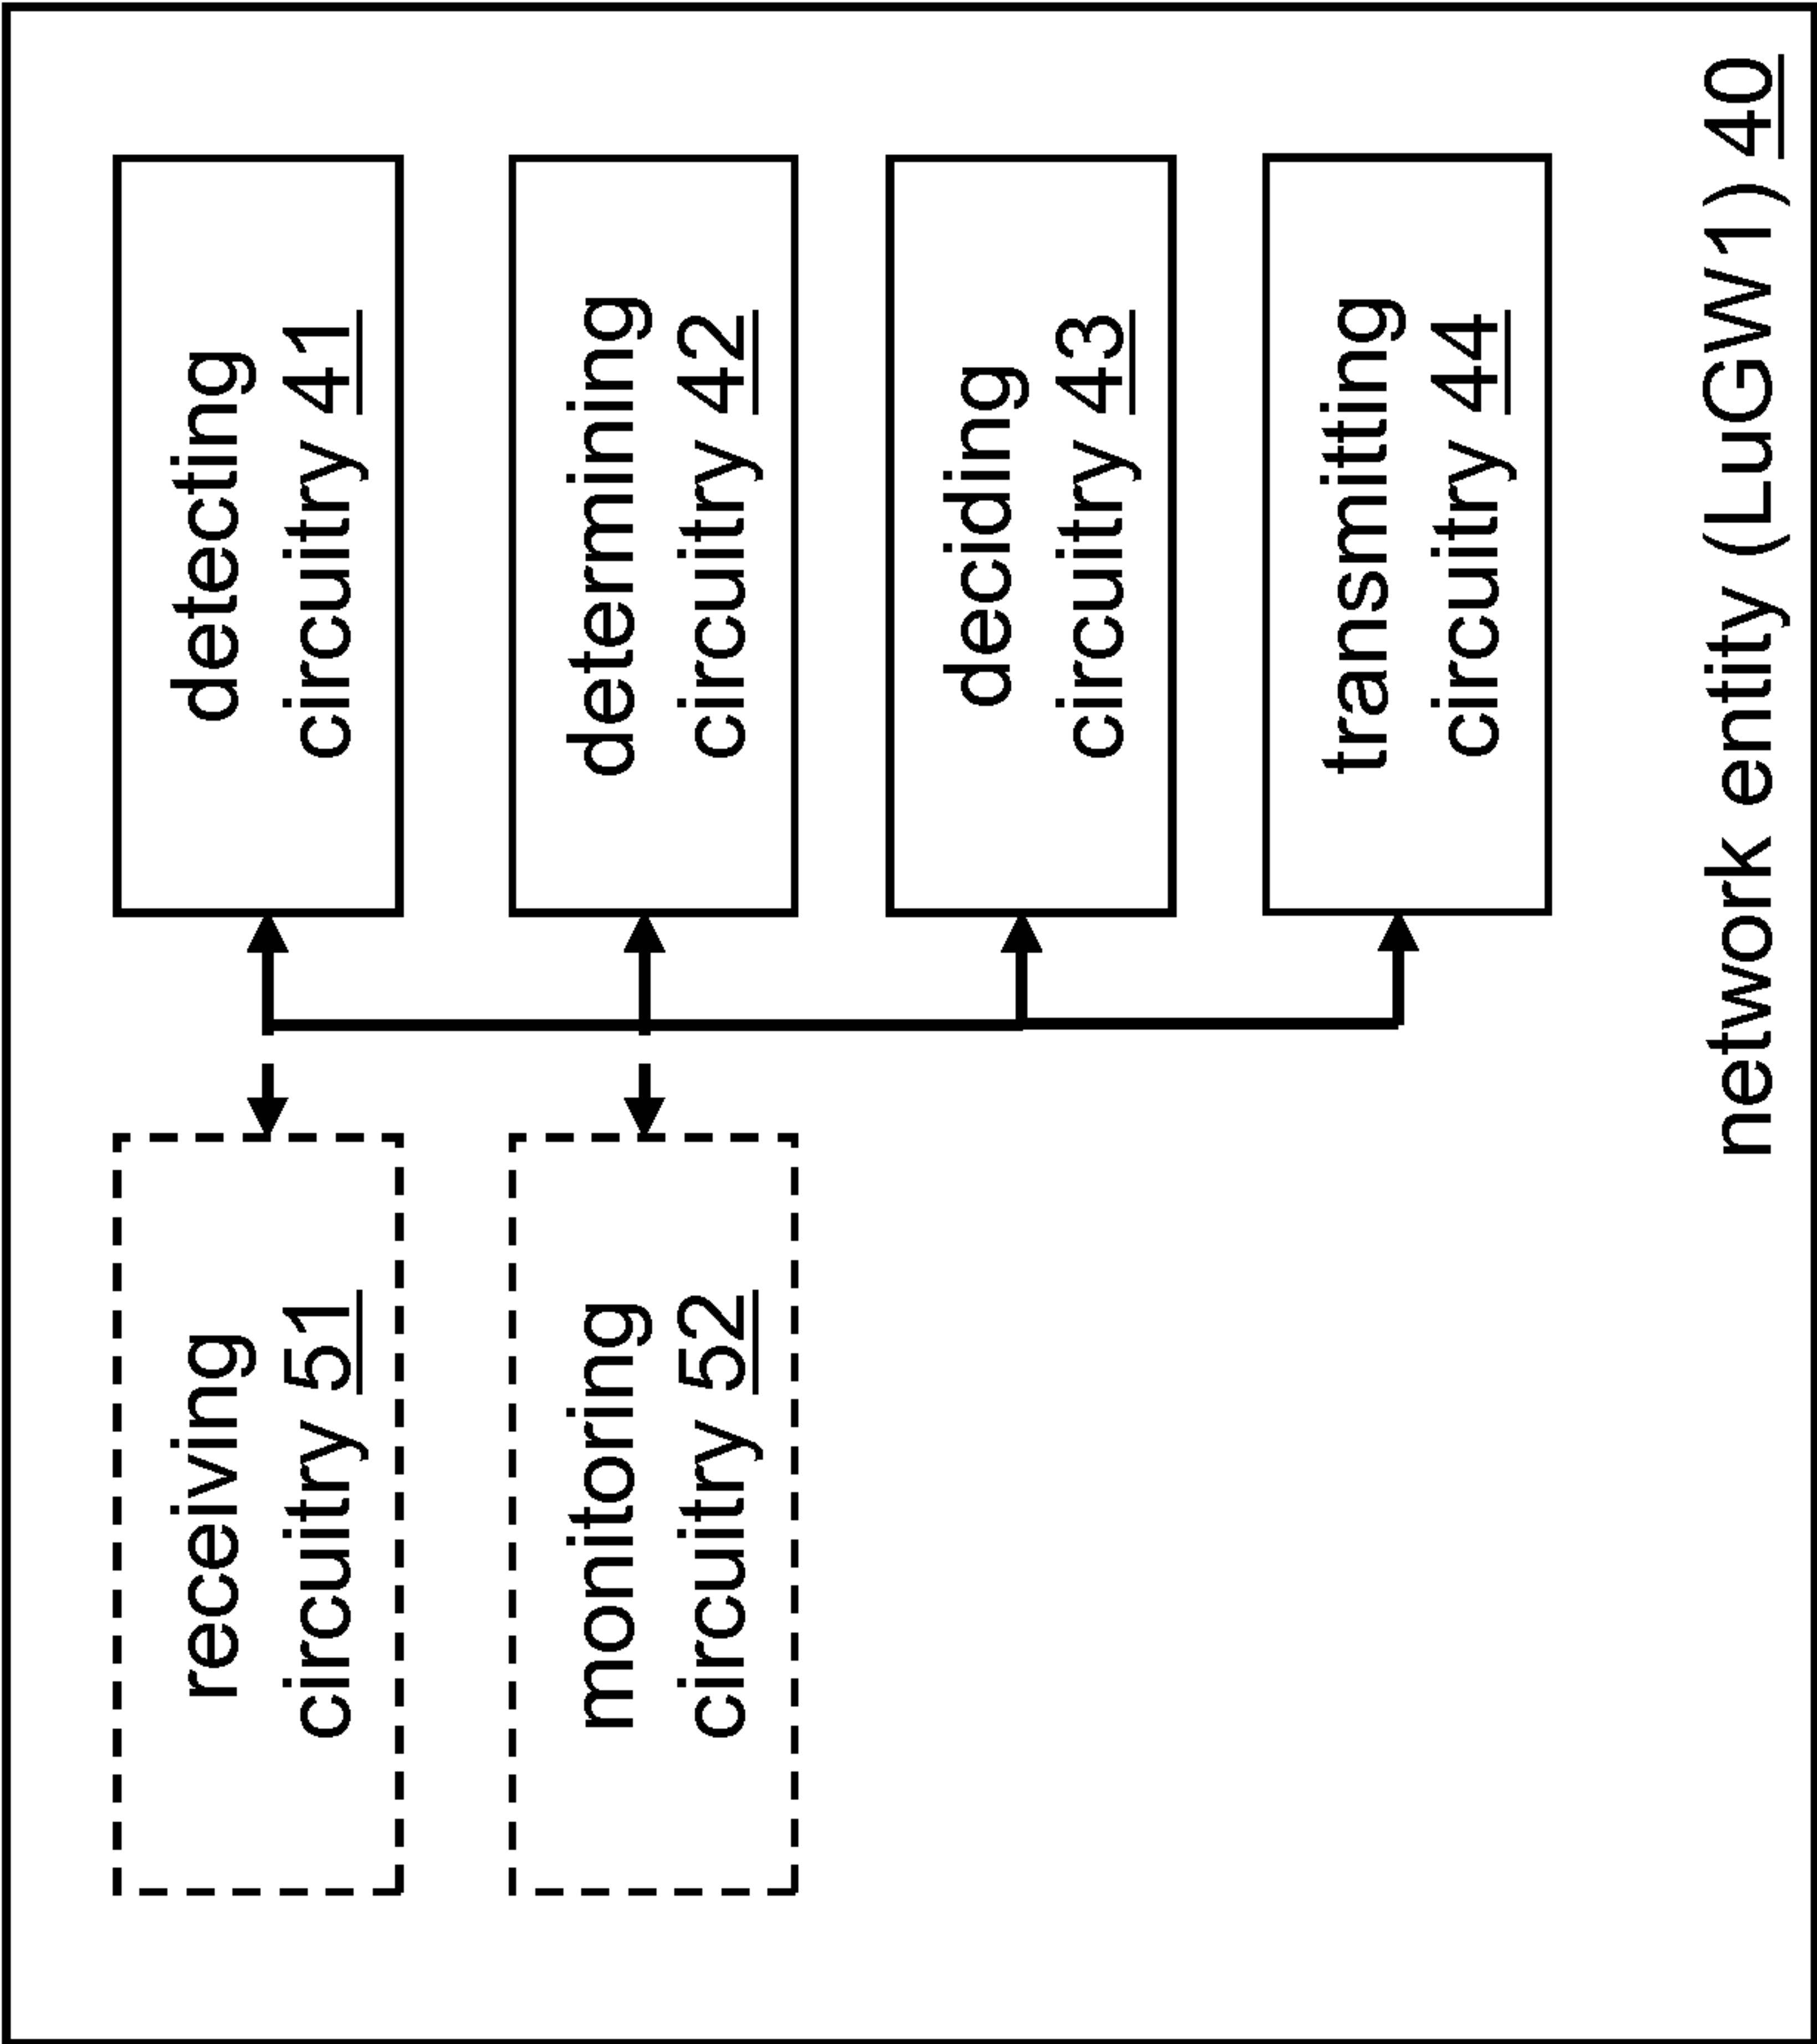 receiving
circuitry 51
detecting
circuitry 41
monitoring
circuitry 52
determining
circuitry 42
deciding
circuitry 43
transmitting
circuitry 44
network entity (LuGW1) 40